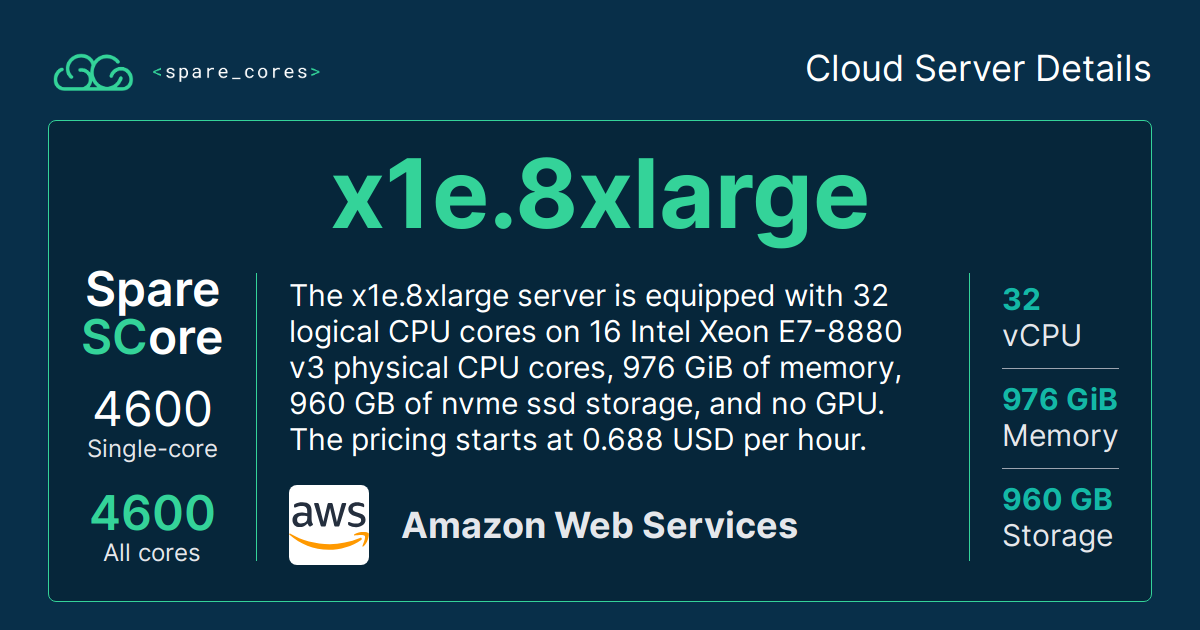 <spare_cores>
Cloud Server Details
x1e.8xlarge
Spare
SCore
4600
Single-core
4600
All cores
The x1e.8xlarge server is equipped with 32
logical CPU cores on 16 Intel Xeon E7-8880
v3 physical CPU cores, 976 GiB of memory,
960 GB of nvme ssd storage, and no GPU.
The pricing starts at 0.688 USD per hour.
aws
Amazon Web Services
32
vCPU
976 GiB
Memory
960 GB
Storage